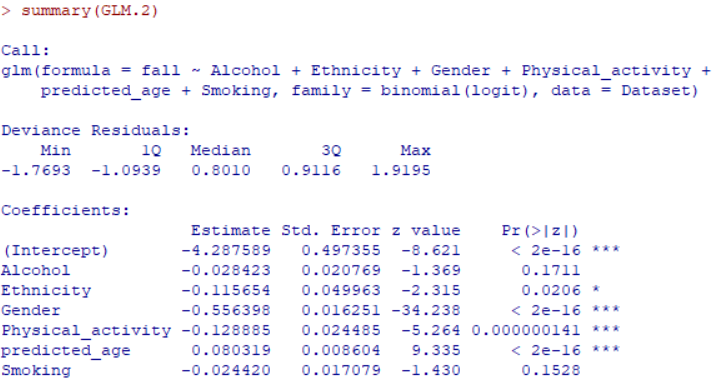 > summary(GLM.2)
Call:
glm(formula = fall ~ Alcohol + Ethnicity + Gender + Physical_activity +
    predicted_age + Smoking, family = binomial(logit), data = Dataset)
Deviance Residuals:
    Min      1Q  Median      3Q     Max
-1.7693 -1.0939  0.8010  0.9116  1.9195
Coefficients:
                   Estimate Std. Error z value    Pr(>|z|)
(Intercept)       -4.287589   0.497355  -8.621     < 2e-16 ***
Alcohol           -0.028423   0.020769  -1.369      0.1711
Ethnicity         -0.115654   0.049963  -2.315      0.0206 *
Gender            -0.556398   0.016251 -34.238     < 2e-16 ***
Physical_activity -0.128885   0.024485  -5.264 0.000000141 ***
predicted_age      0.080319   0.008604   9.335     < 2e-16 ***
Smoking           -0.024420   0.017079  -1.430      0.1528